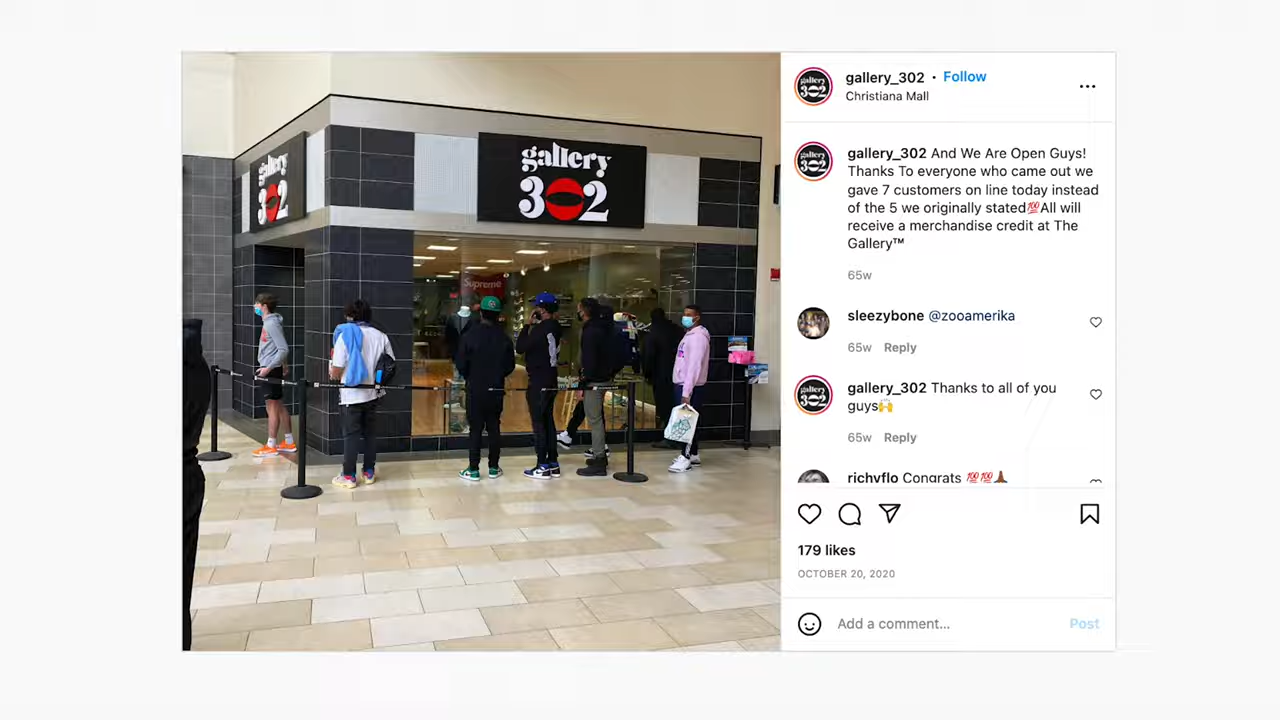 gallery
302
gallery
302
Supreme
gallery_302 • Follow
Christiana Mall
gallery_302 And We Are Open Guys!
Thanks To everyone who came out we
gave 7 customers on line today instead
of the 5 we originally stated💯All will
receive a merchandise credit at The
Gallery™
65w
sleezybone @zooamerika
65w Reply
gallery_302 Thanks to all of you
guys🙌
65w Reply
richvflo Congrats 💯💯🙏🏾
179 likes
OCTOBER 20, 2020
Add a comment... Post